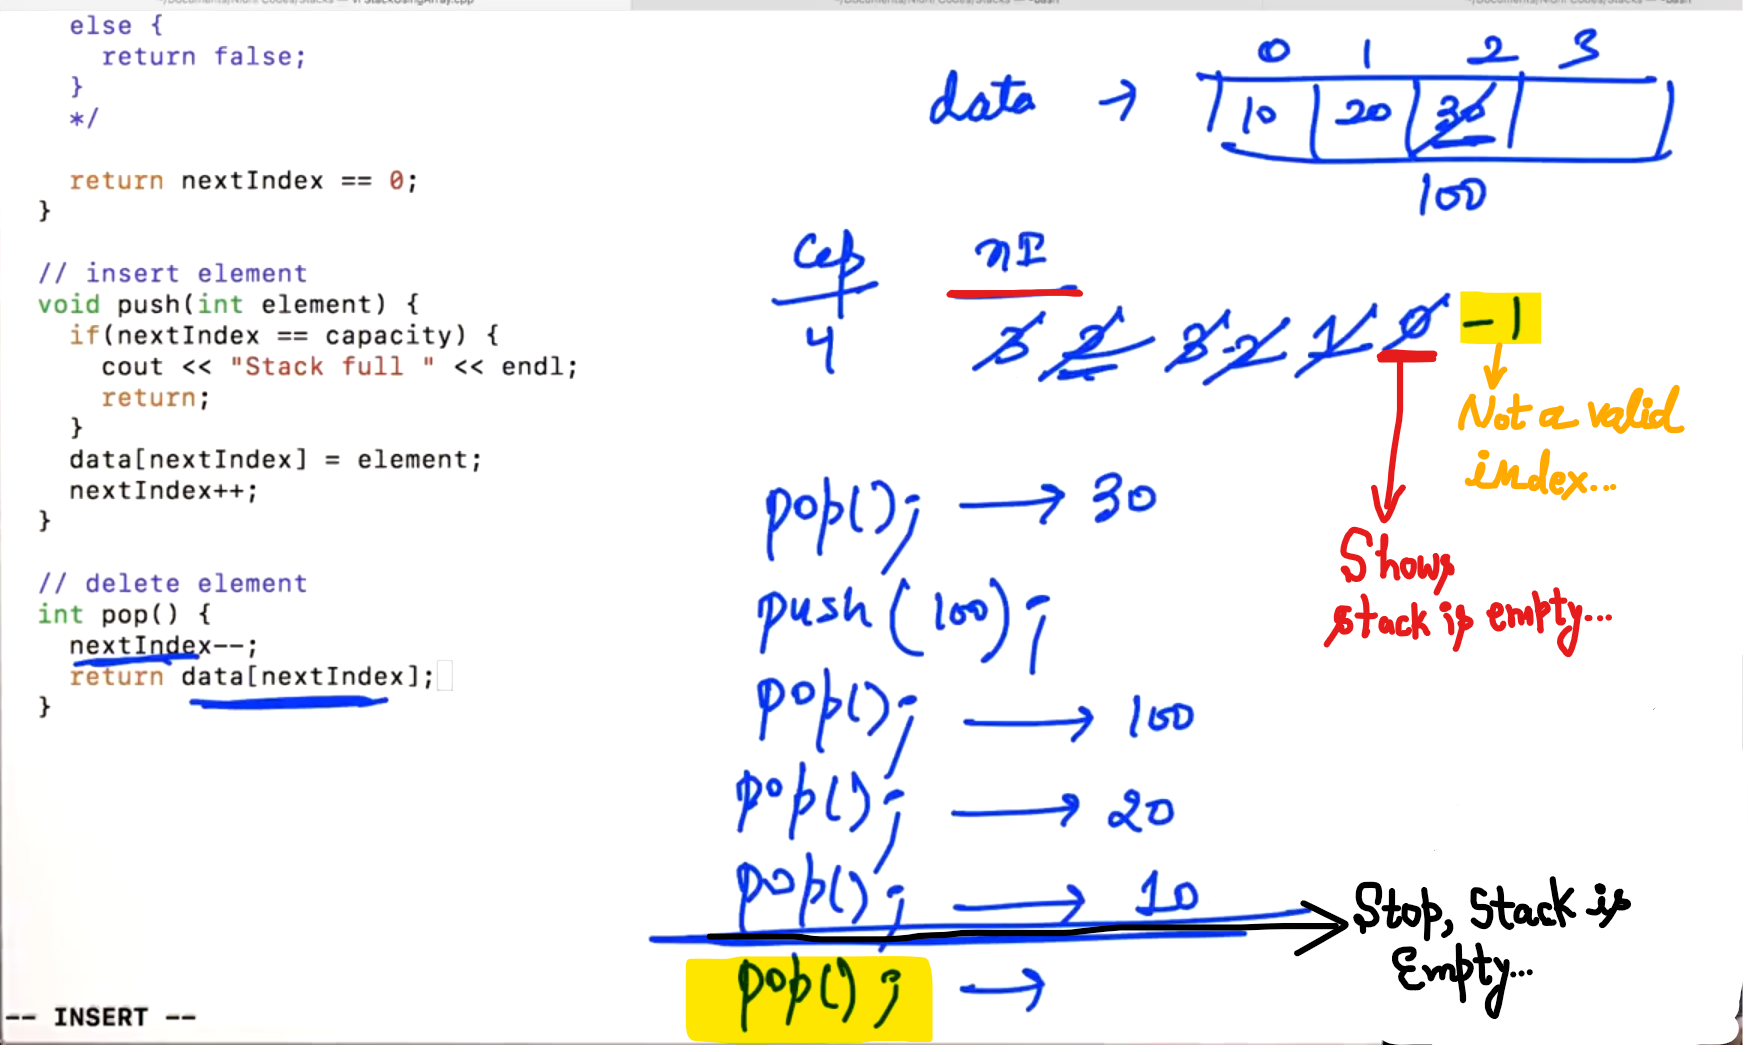 else {
return false;
}
*/
return nextIndex == 0;
}
// insert element
void push(int element) {
if(nextIndex == capacity) {
cout << "Stack full " << endl;
return;
}
data[nextIndex] = element;
nextIndex++;
}
// delete element
int pop() {
nextIndex--;
return data[nextIndex];
}
-- INSERT --
0 1 2 3
data → 10 20 30
100
Cap nI
4 3 2 3 2 1 0 -1
Not a valid
index...
Shows
stack is empty...
pop(); → 30
push(100);
pop(); → 100
pop(); → 20
pop(); → 10
Stop, Stack is
Empty...
pop(); →